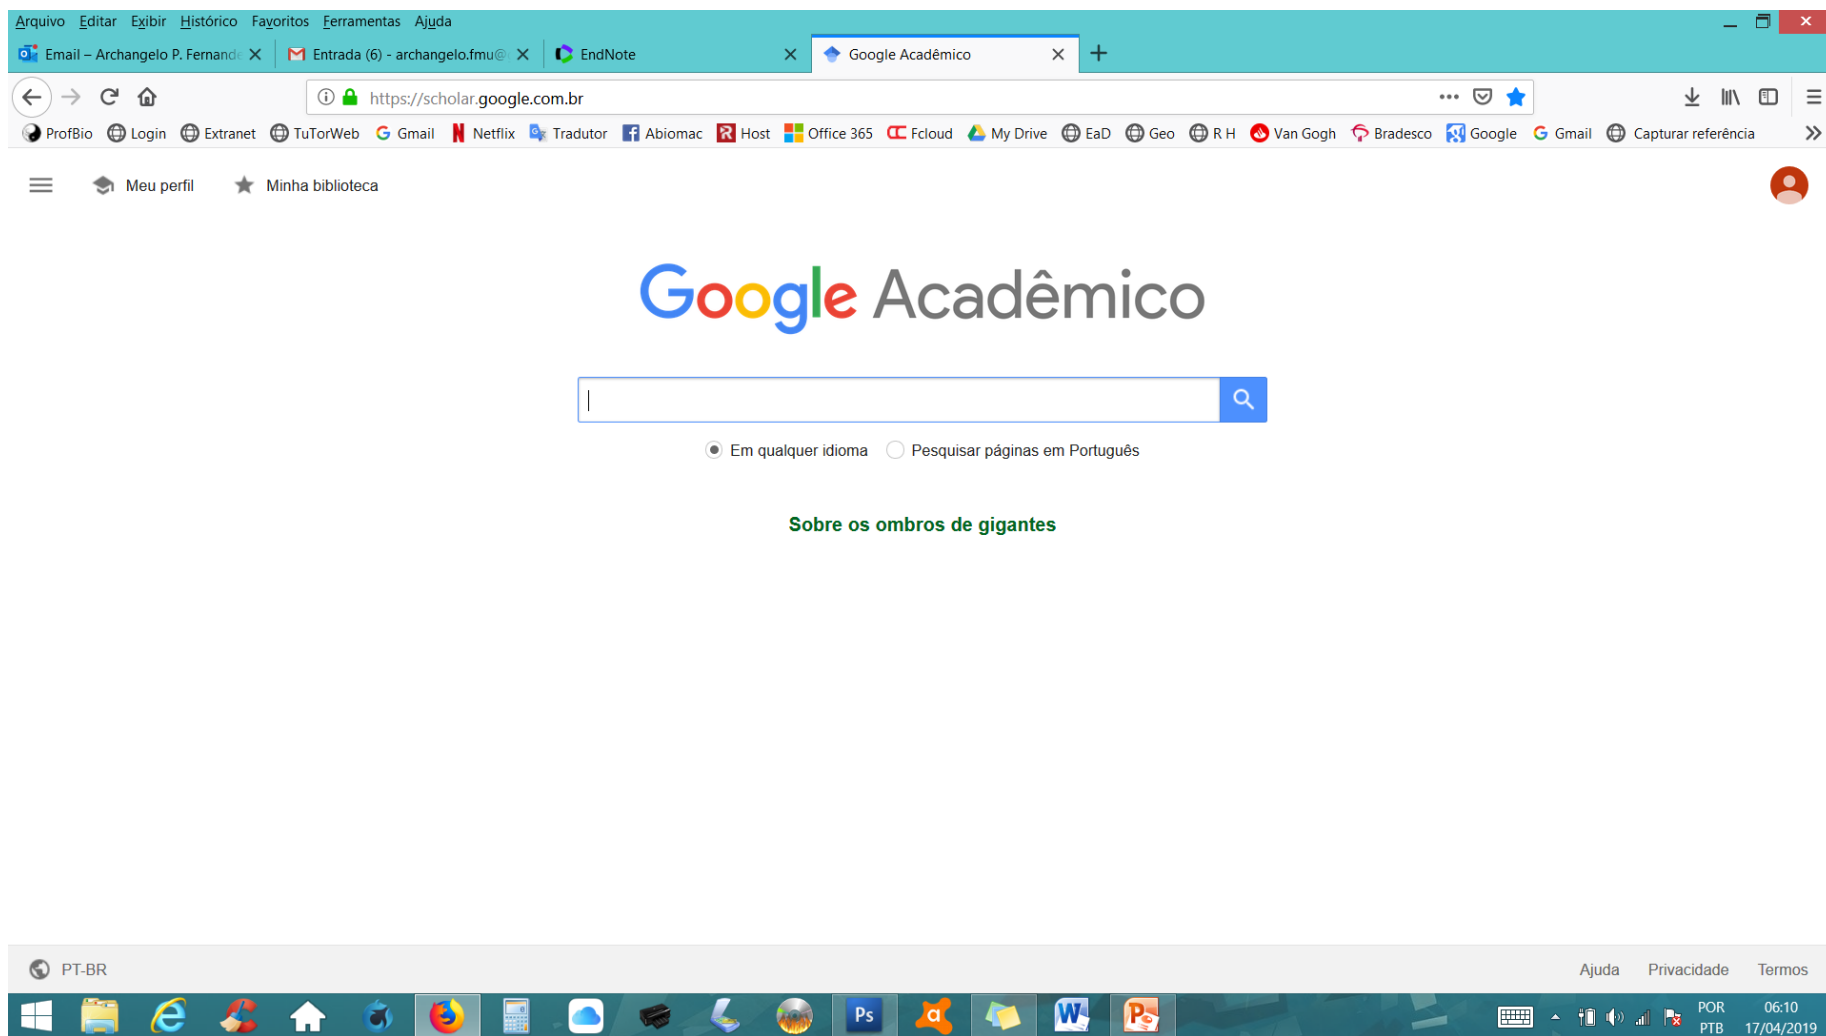 Arquivo Editar Exibir Histórico Favoritos Ferramentas Ajuda
Email – Archangelo P. Fernande Entrada (6) - archangelo.fmu@ EndNote Google Acadêmico
https://scholar.google.com.br
ProfBio Login Extranet TuTorWeb Gmail Netflix Tradutor Abiomac Host Office 365 Fcloud My Drive EaD Geo R H Van Gogh Bradesco Google Gmail Capturar referência
Meu perfil Minha biblioteca
Google Acadêmico
Em qualquer idioma Pesquisar páginas em Português
Sobre os ombros de gigantes
PT-BR Ajuda Privacidade Termos
Ps
POR 06:10
PTB 17/04/2019